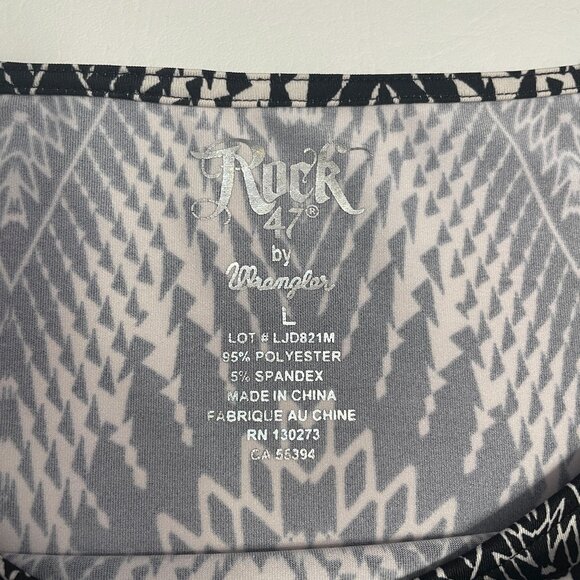 Rock
47®
by
Wrangler
L
LOT # LJD821M
95% POLYESTER
5% SPANDEX
MADE IN CHINA
FABRIQUE AU CHINE
RN 130273
CA 56394